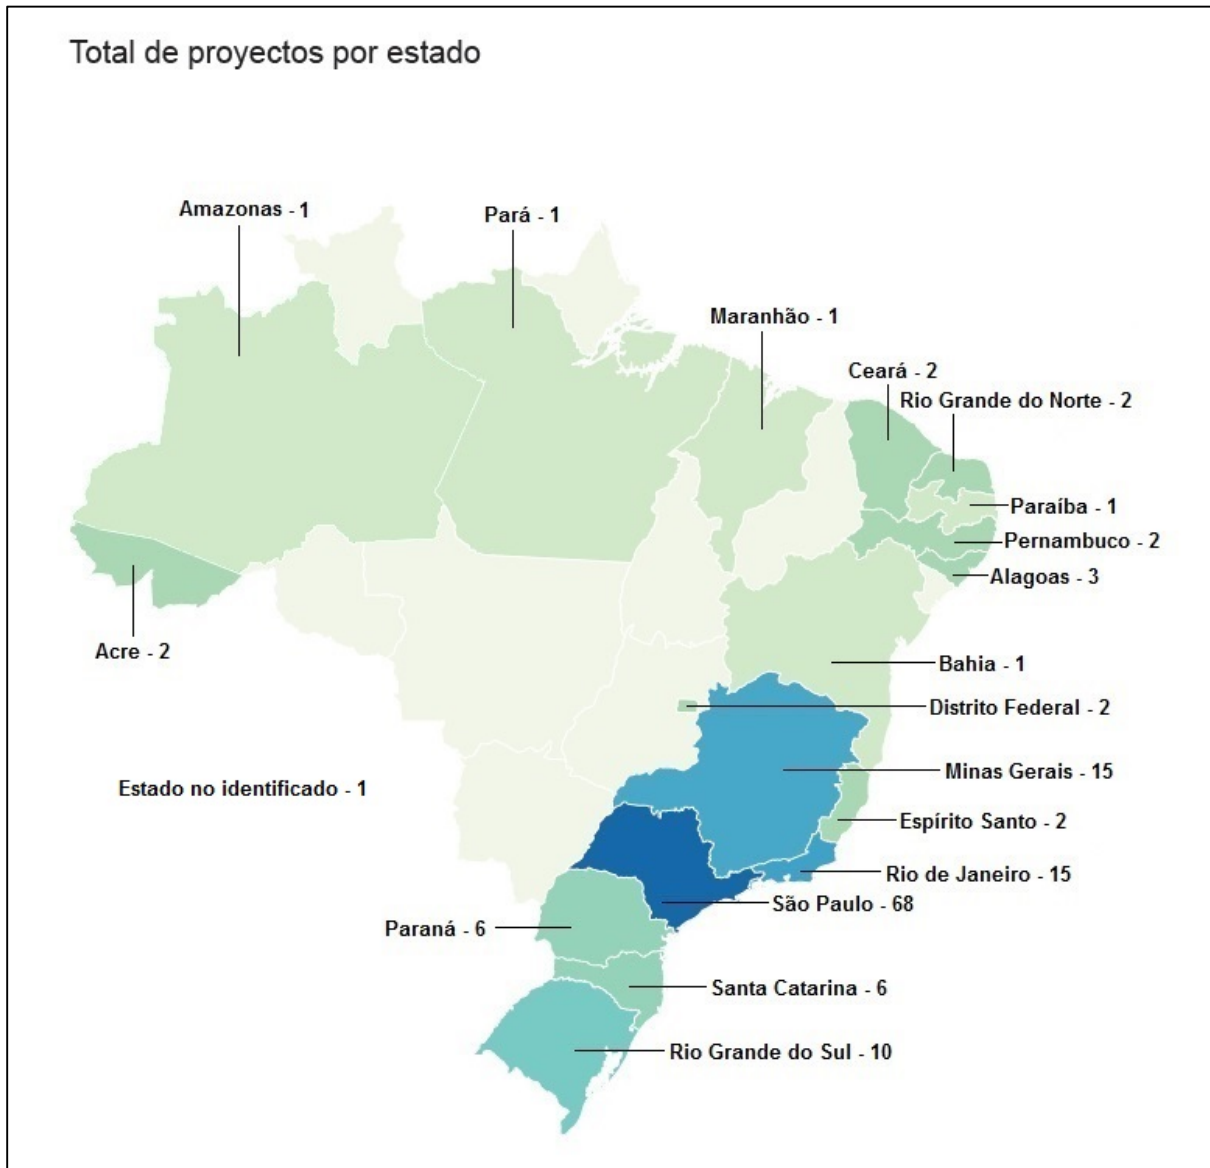 Total de proyectos por estado
Amazonas - 1
Pará - 1
Maranhão - 1
Ceará - 2
Rio Grande do Norte - 2
Paraíba - 1
Pernambuco - 2
Alagoas - 3
Acre - 2
Bahia - 1
Distrito Federal - 2
Minas Gerais - 15
Estado no identificado - 1
Espírito Santo - 2
Rio de Janeiro - 15
São Paulo - 68
Paraná - 6
Santa Catarina - 6
Rio Grande do Sul - 10